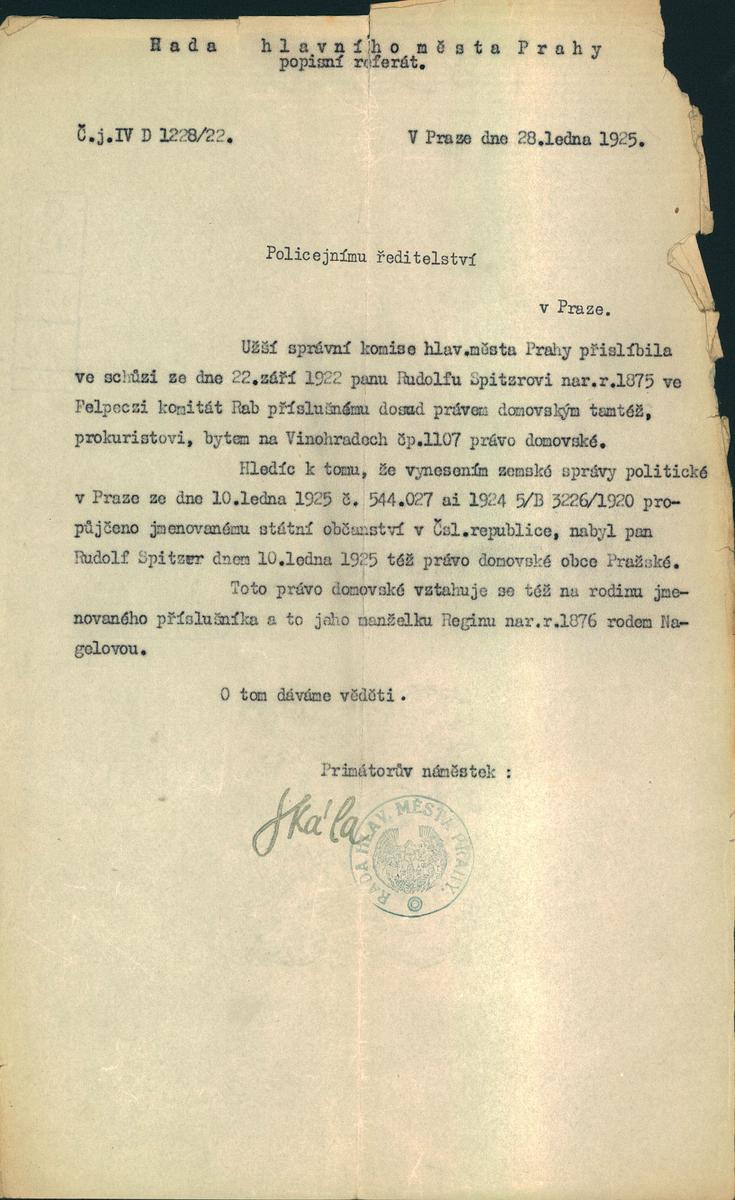 Rada hlavního města Prahy
popisní referát.
Č.j.IV D 1228/22. V Praze dne 28.ledna 1925.
Policejnímu ředitelství
v Praze.
Užší správní komise hlav.města Prahy přislíbila
ve schůzi ze dne 22.září 1922 panu Rudolfu Spitzrovi nar.r.1875 ve
Felpeczi komitát Rab příslušnému dosud právem domovským tamtéž,
prokuristovi, bytem na Vinohradech čp.1107 právo domovské.
Hledíc k tomu, že vynesením zemské správy politické
v Praze ze dne 10.ledna 1925 č. 544.027 ai 1924 5/B 3226/1920 pro-
půjčeno jmenovanému státní občanství v Čsl.republice, nabyl pan
Rudolf Spitzer dnem 10.ledna 1925 též právo domovské obce Pražské.
Toto právo domovské vztahuje se též na rodinu jme-
novaného příslušníka a to jeho manželku Reginu nar.r.1876 rodem Na-
gelovou.
O tom dáváme věděti.
Primátorův náměstek :
Skála
RADA HLAV. MĚSTA PRAHY.